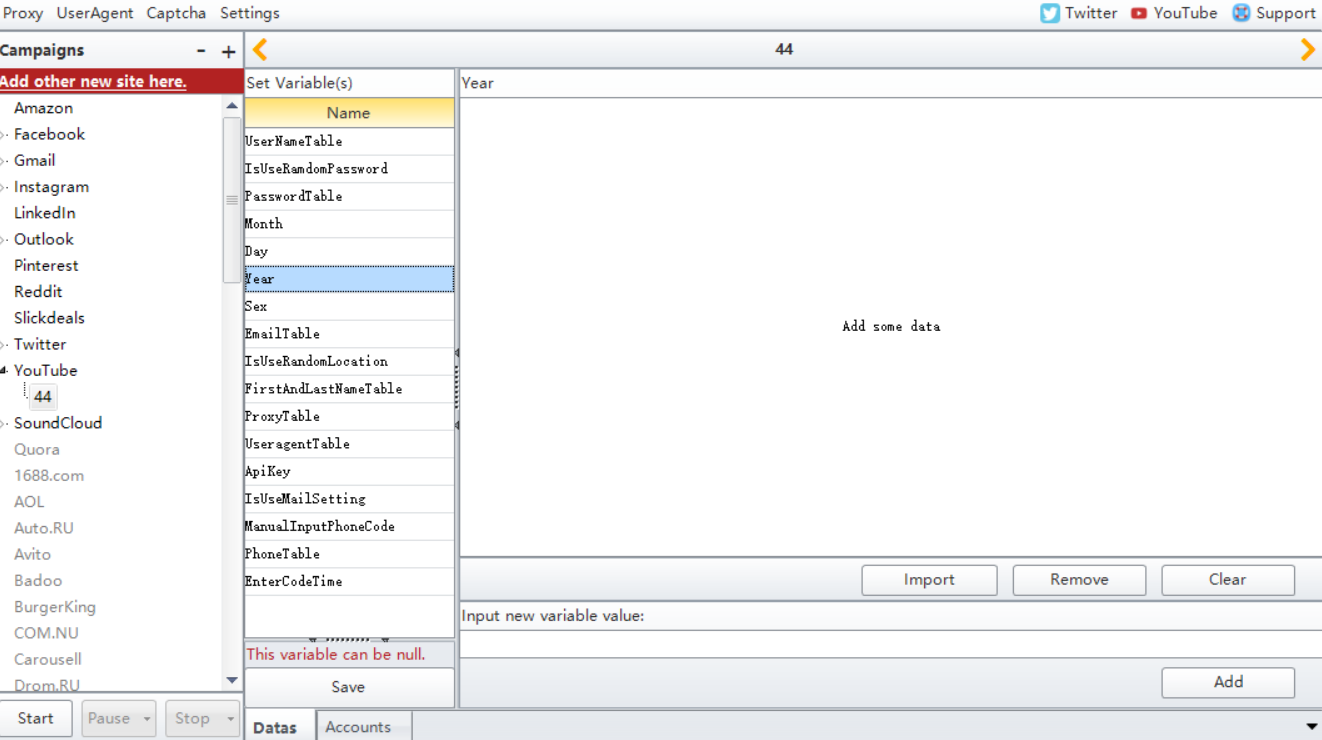 Proxy UserAgent Captcha Settings Twitter YouTube Support
Campaigns - +
44
Add other new site here.
Amazon
Facebook
Gmail
Instagram
LinkedIn
Outlook
Pinterest
Reddit
Slickdeals
Twitter
YouTube
44
SoundCloud
Quora
1688.com
AOL
Auto.RU
Avito
Badoo
BurgerKing
COM.NU
Carousell
Drom.RU
Start Pause Stop
Set Variable(s)
Name
UserNameTable
IsUseRamdomPassword
PasswordTable
Month
Day
Year
Sex
EmailTable
IsUseRandomLocation
FirstAndLastNameTable
ProxyTable
UseragentTable
ApiKey
IsUseMailSetting
ManualInputPhoneCode
PhoneTable
EnterCodeTime
This variable can be null.
Save
Year
Add some data
Import Remove Clear
Input new variable value:
Add
Datas Accounts